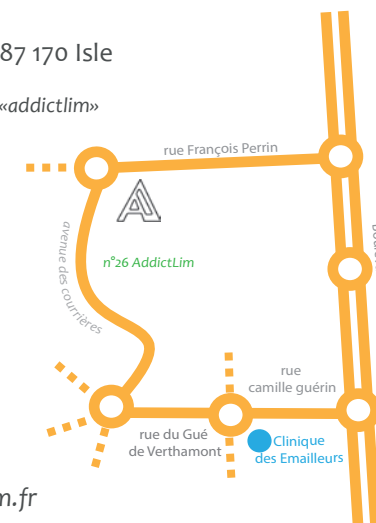 87 170 Isle
«addictlim»
rue François Perrin
avenue des courrières
n°26 AddictLim
rue
camille guérin
rue du Gué
de Verthamont
Clinique
des Emailleurs
m.fr